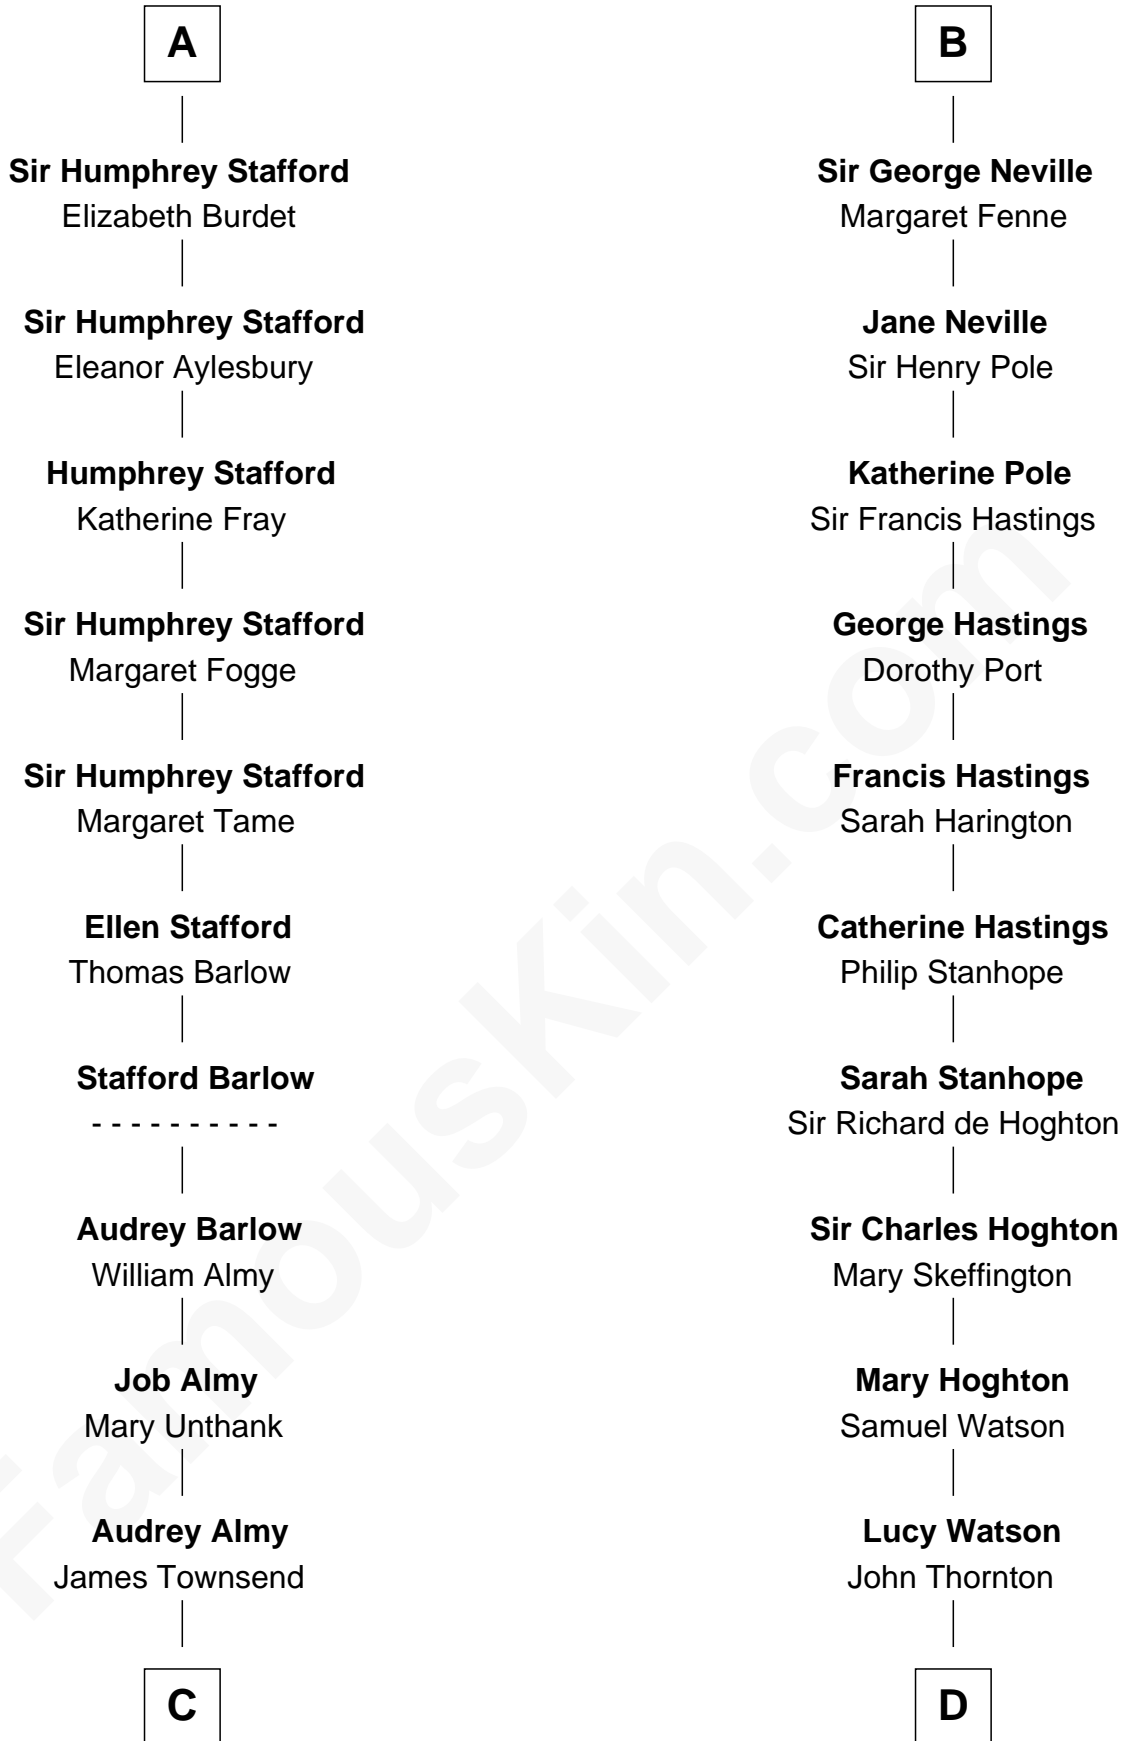 A
Sir Humphrey Stafford
Elizabeth Burdet
Sir Humphrey Stafford
Eleanor Aylesbury
Humphrey Stafford
Katherine Fray
Sir Humphrey Stafford
Margaret Fogge
Sir Humphrey Stafford
Margaret Tame
Ellen Stafford
Thomas Barlow
Stafford Barlow
- - - - - - - - - -
Audrey Barlow
William Almy
Job Almy
Mary Unthank
Audrey Almy
James Townsend
C
B
Sir George Neville
Margaret Fenne
Jane Neville
Sir Henry Pole
Katherine Pole
Sir Francis Hastings
George Hastings
Dorothy Port
Francis Hastings
Sarah Harington
Catherine Hastings
Philip Stanhope
Sarah Stanhope
Sir Richard de Hoghton
Sir Charles Hoghton
Mary Skeffington
Mary Hoghton
Samuel Watson
Lucy Watson
John Thornton
D
FamousKin.com